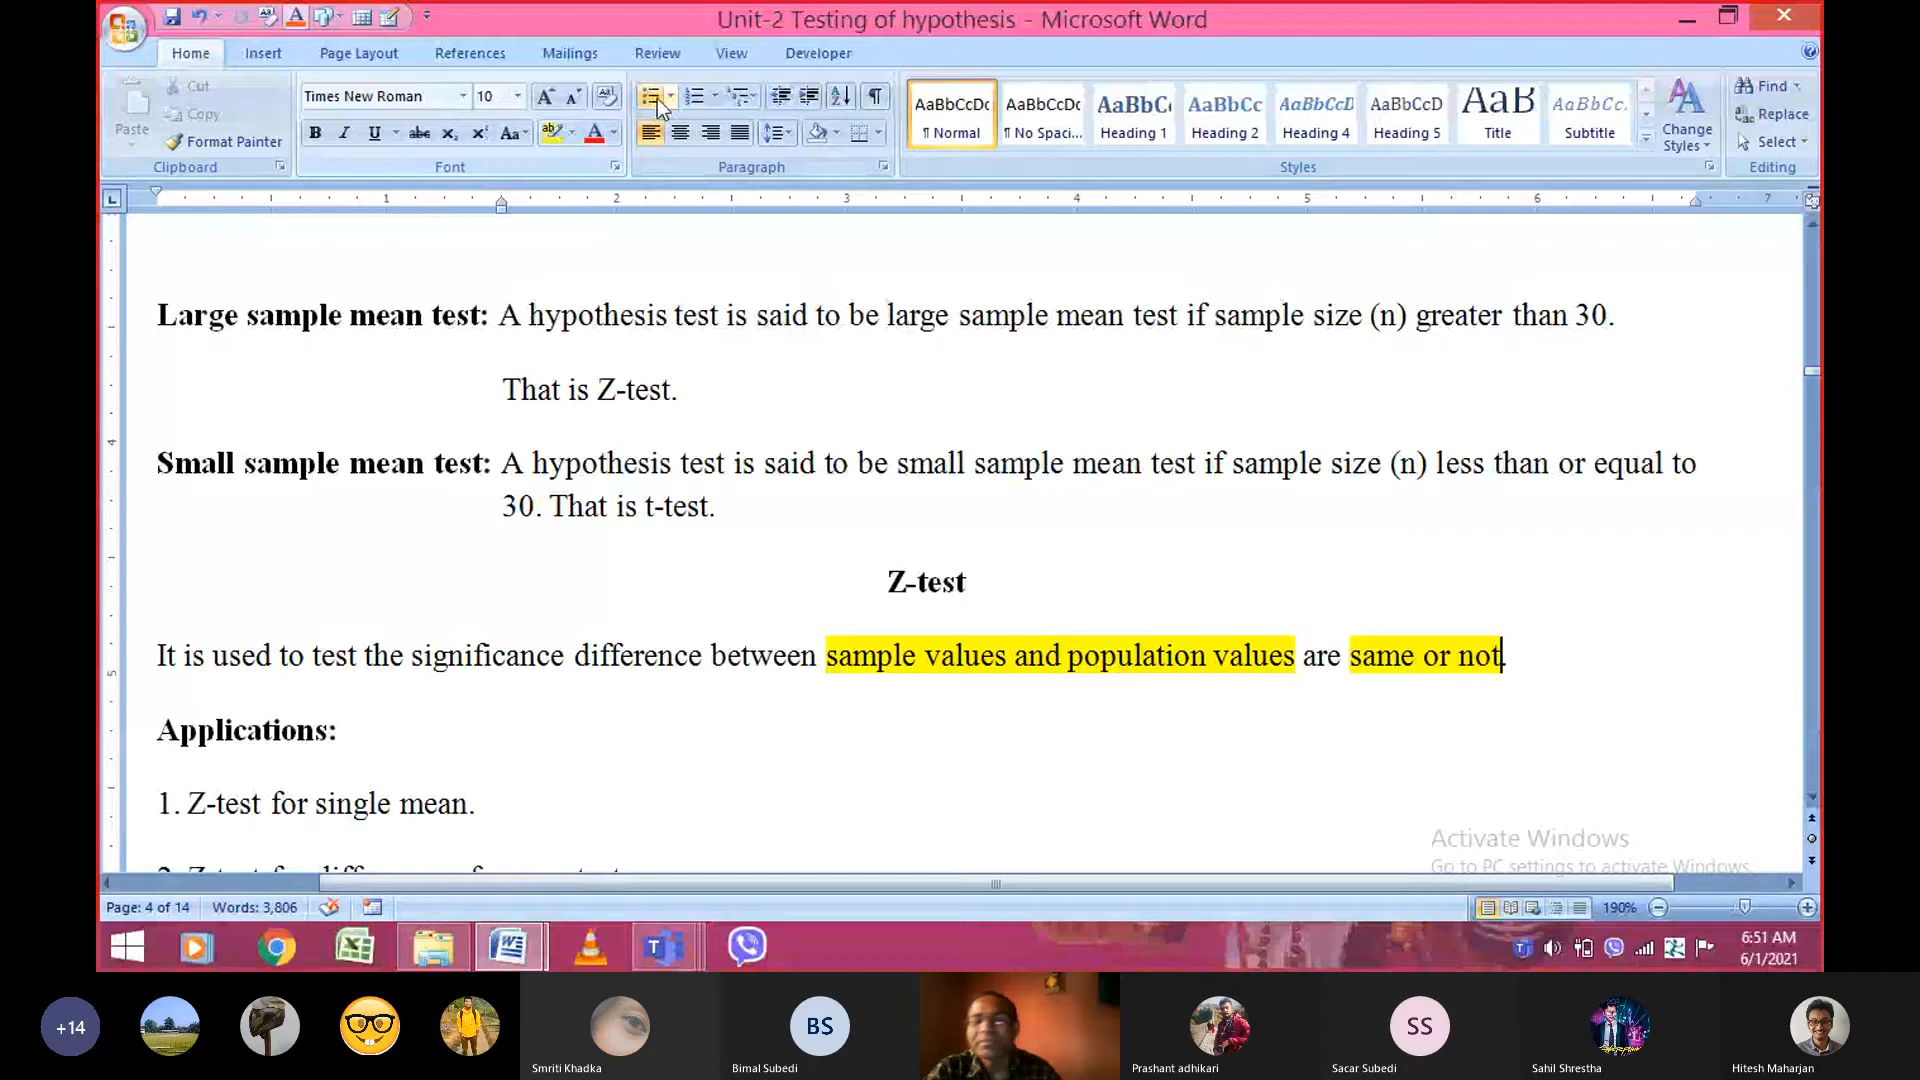 Unit-2 Testing of hypothesis - Microsoft Word
Home Insert Page Layout References Mailings Review View Developer
Paste
Cut
Copy
Format Painter
Clipboard
Times New Roman 10
Font
Paragraph
AaBbCcDc AaBbCcDc AaBbC AaBbCc AaBbCcD AaBbCcD AaB AaBbCc.
¶ Normal ¶ No Spaci... Heading 1 Heading 2 Heading 4 Heading 5 Title Subtitle
Change Styles
Styles
Find
Replace
Select
Editing
1 2 3 4 5 6 7
Large sample mean test: A hypothesis test is said to be large sample mean test if sample size (n) greater than 30.
That is Z-test.
Small sample mean test: A hypothesis test is said to be small sample mean test if sample size (n) less than or equal to
30. That is t-test.
Z-test
It is used to test the significance difference between sample values and population values are same or not.
Applications:
1. Z-test for single mean.
Activate Windows
Go to PC settings to activate Windows.
Page: 4 of 14 Words: 3,806 190%
6:51 AM
6/1/2021
+14
BS
SS
Smriti Khadka
Bimal Subedi
Prashant adhikari
Sacar Subedi
Sahil Shrestha
Hitesh Maharjan